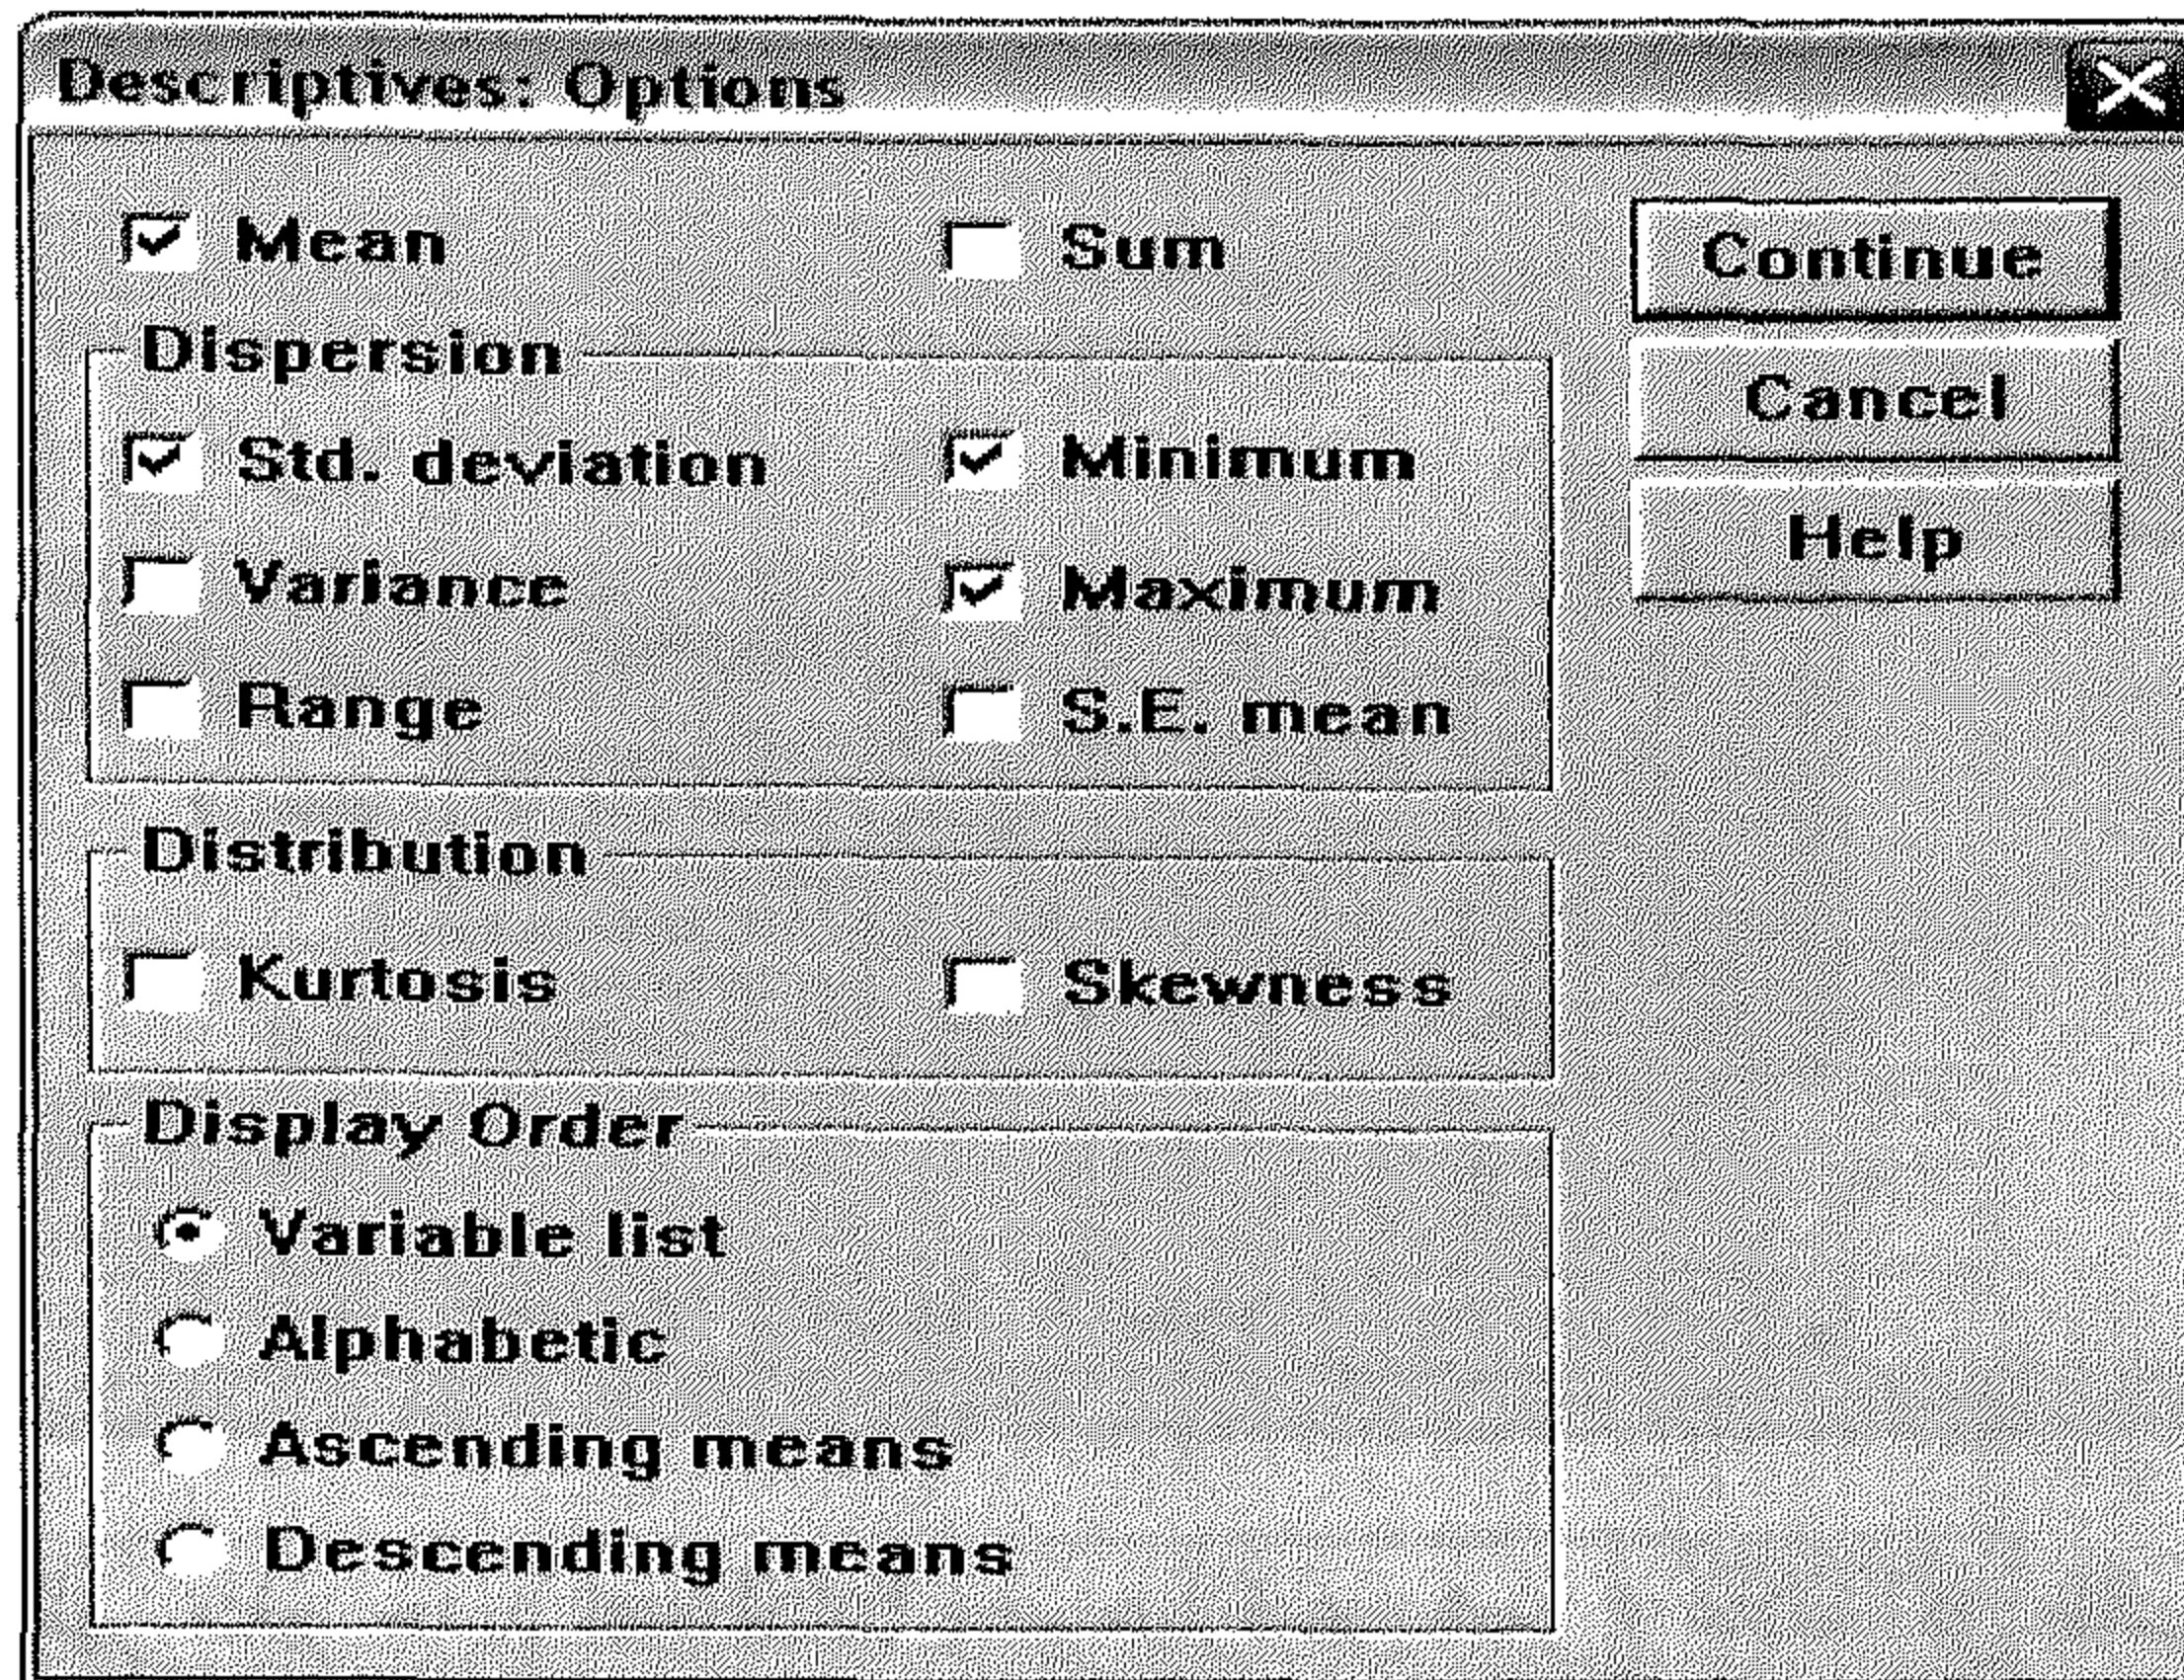 Descriptives: Options
Mean Sum Continue
Dispersion
Cancel
Std. deviation Minimum
Help
Variance Maximum
Range S.E. mean
Distribution
Kurtosis Skewness
Display Order
Variable list
Alphabetic
Ascending means
Descending means